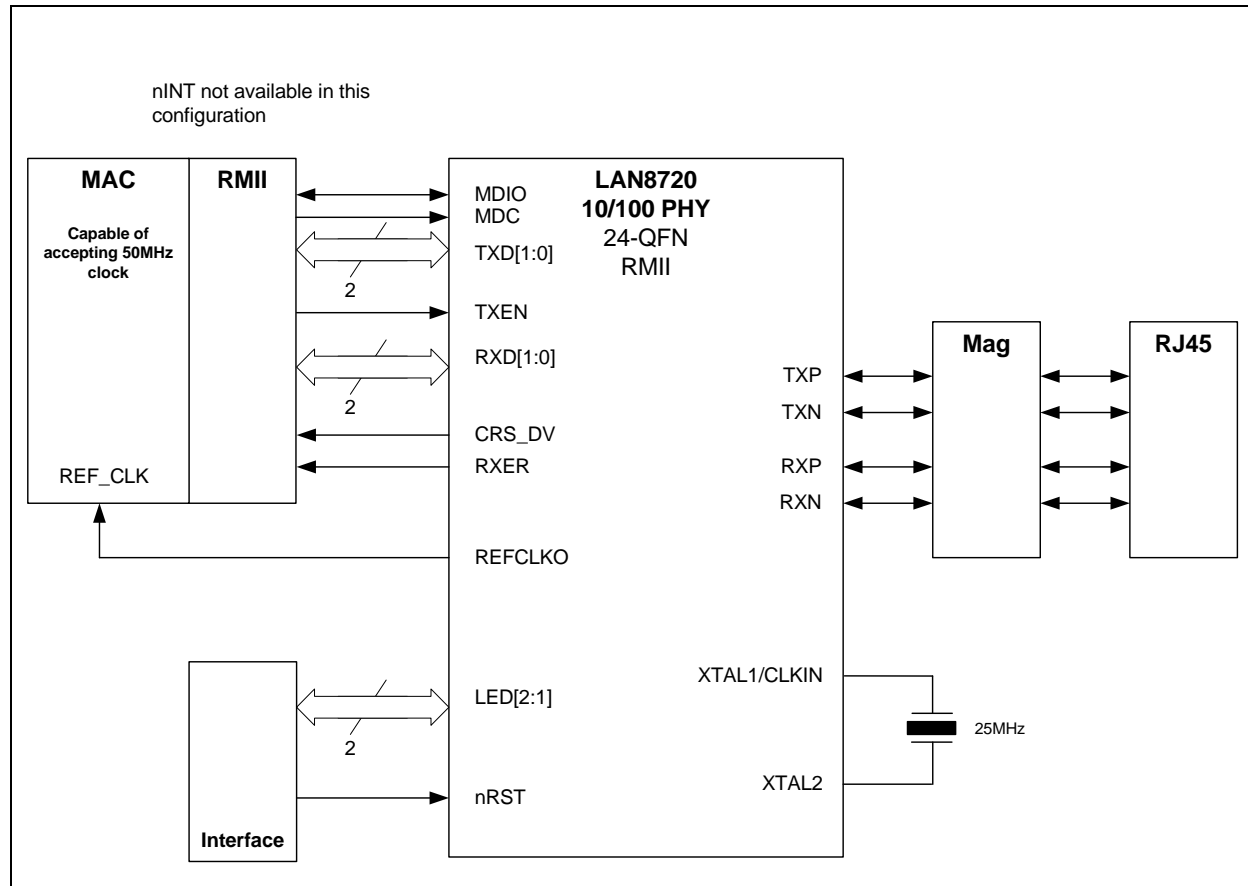 nINT not available in this
configuration
MAC
RMII
Capable of
accepting 50MHz
clock
REF_CLK
LAN8720
10/100 PHY
24-QFN
RMII
MDIO
MDC
TXD[1:0]
2
TXEN
RXD[1:0]
2
CRS_DV
RXER
REFCLKO
TXP
TXN
RXP
RXN
Mag
RJ45
LED[2:1]
2
nRST
Interface
XTAL1/CLKIN
25MHz
XTAL2